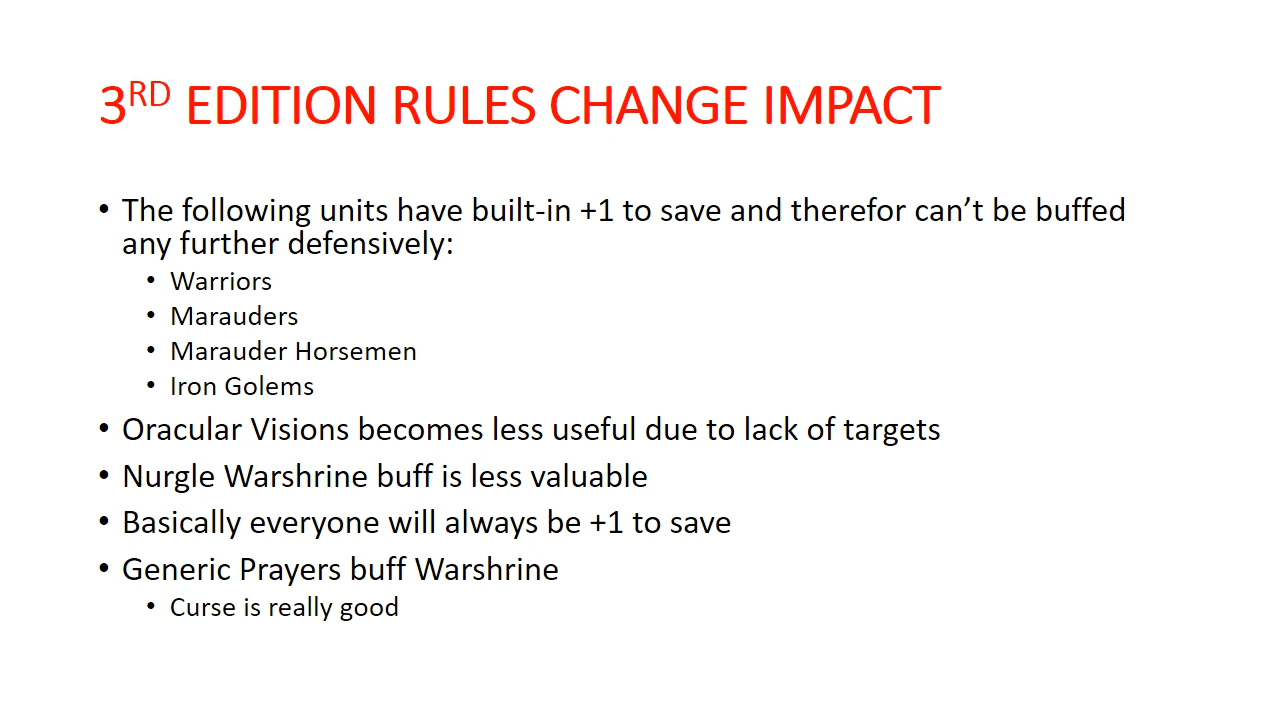 3RD EDITION RULES CHANGE IMPACT
• The following units have built-in +1 to save and therefor can’t be buffed
any further defensively:
• Warriors
• Marauders
• Marauder Horsemen
• Iron Golems
• Oracular Visions becomes less useful due to lack of targets
• Nurgle Warshrine buff is less valuable
• Basically everyone will always be +1 to save
• Generic Prayers buff Warshrine
• Curse is really good